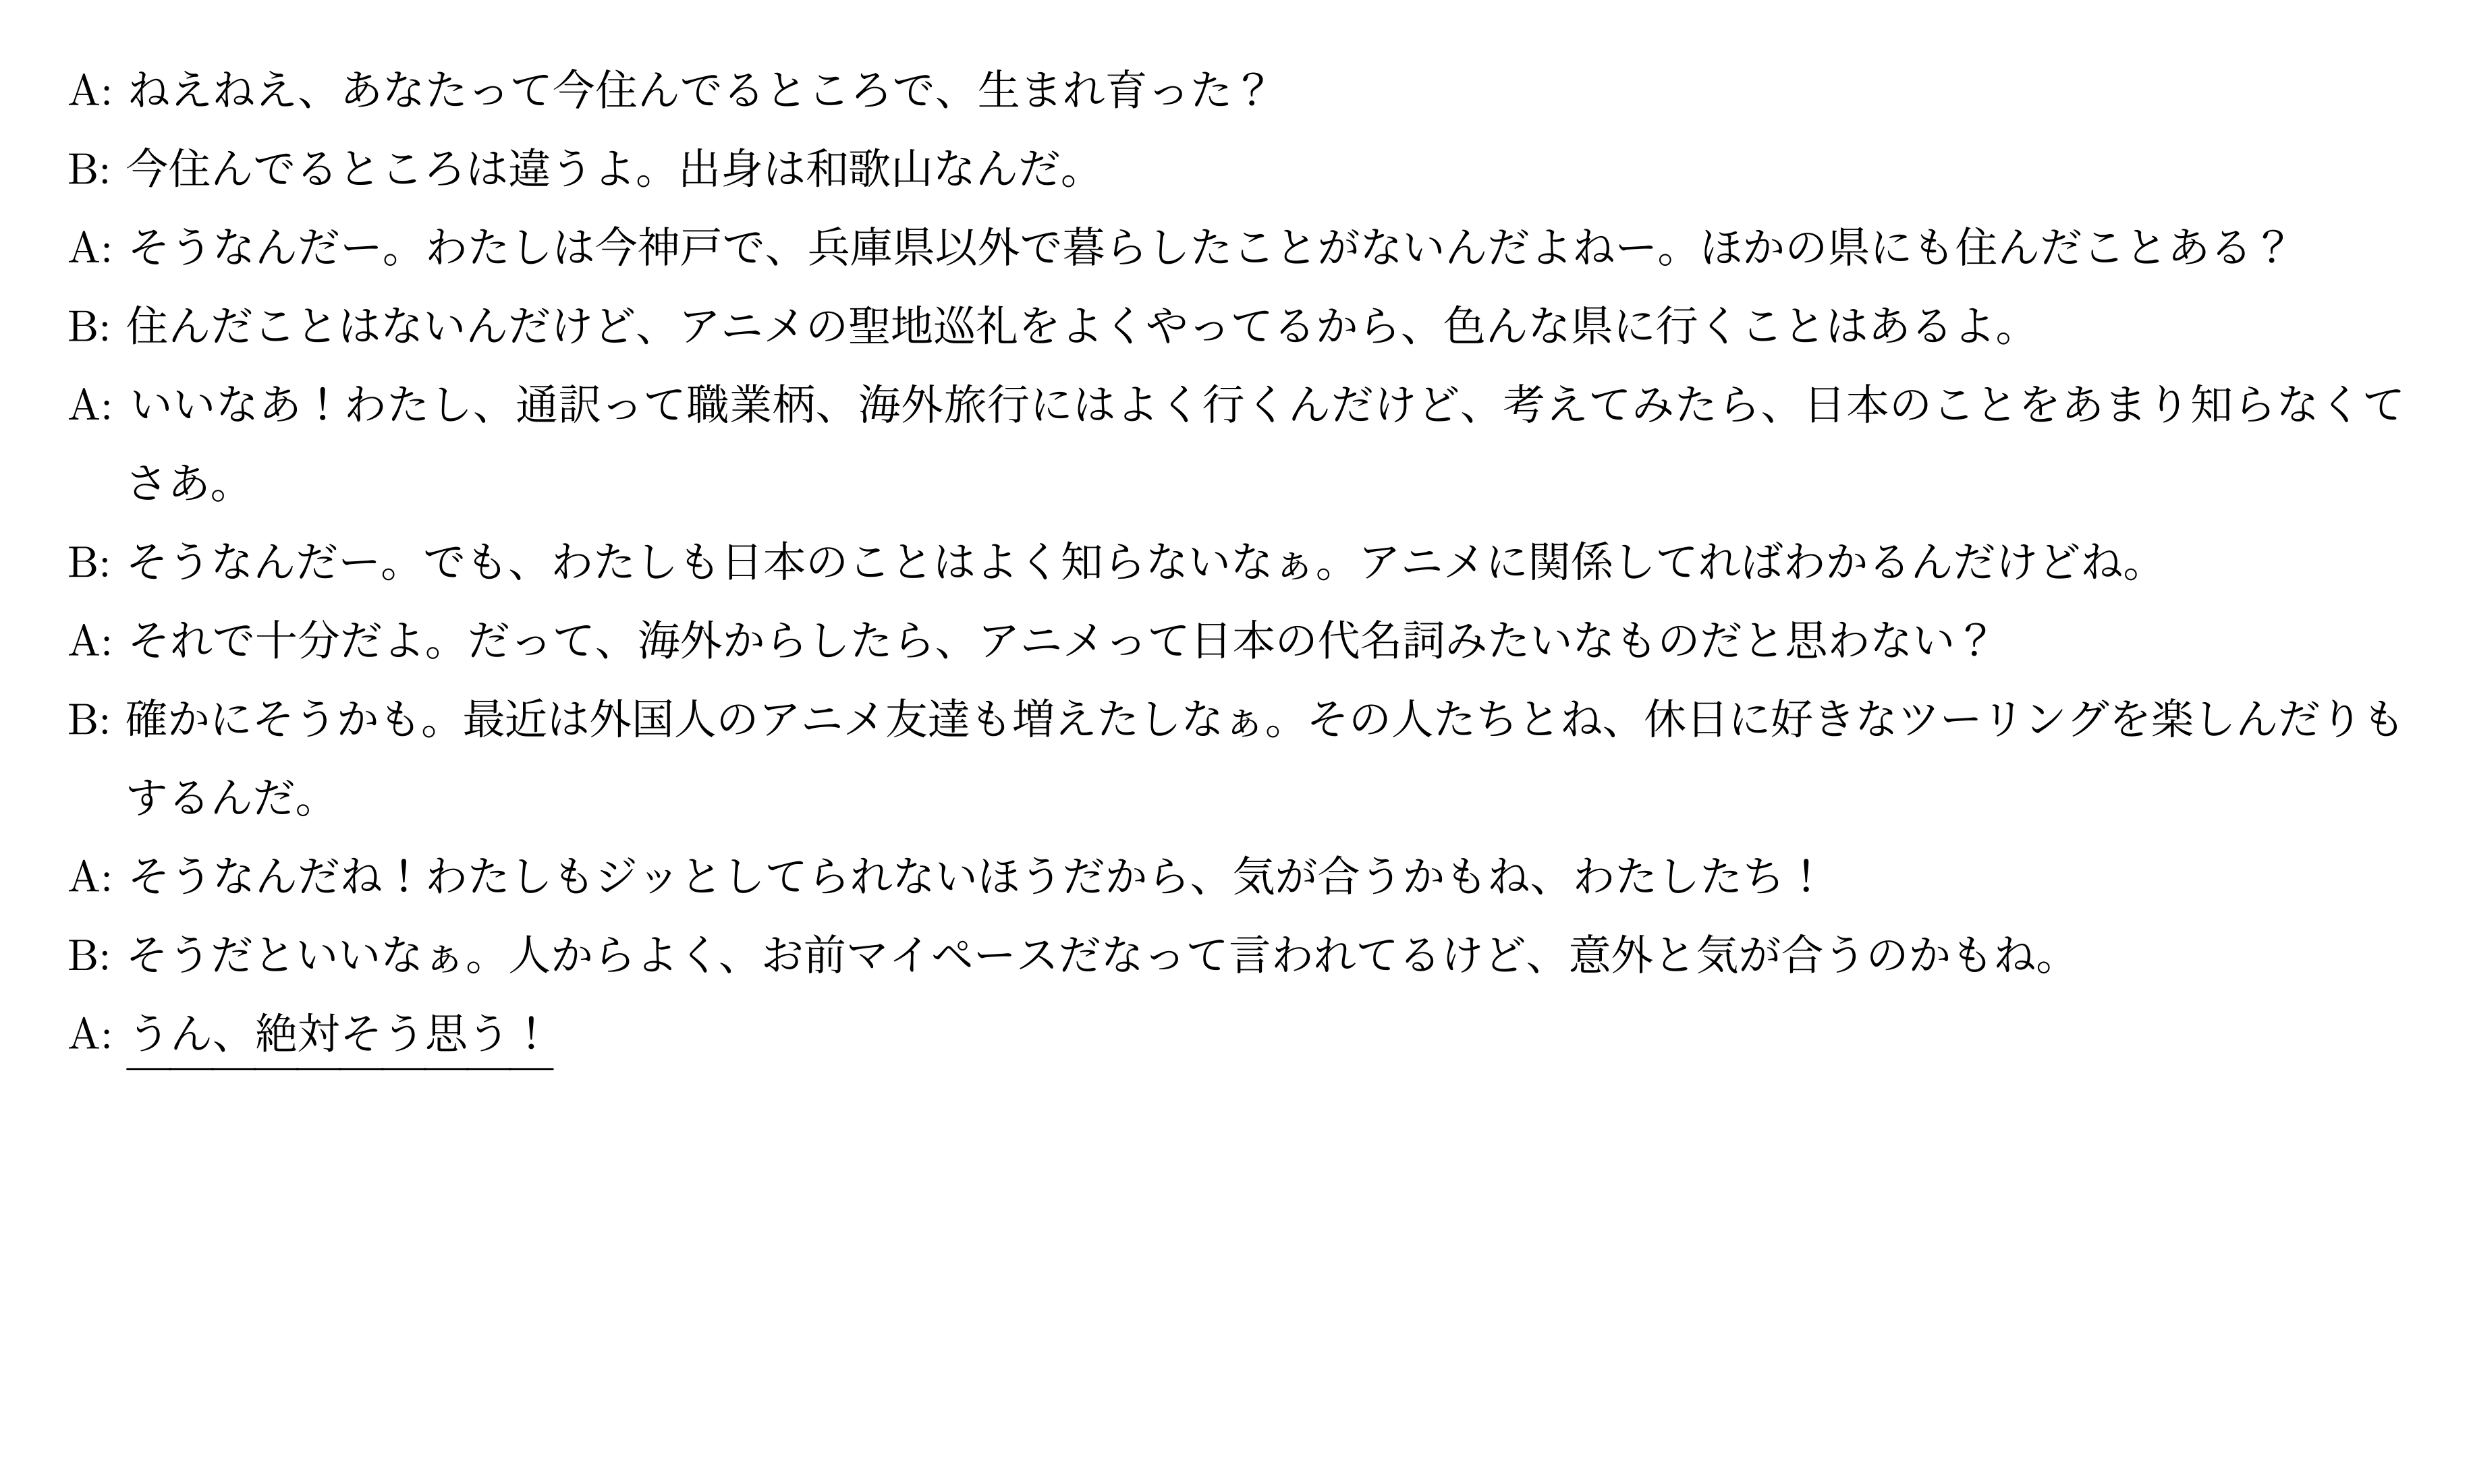 A: ねえねえ、あなたって今住んでるところで、生まれ育った？
B: 今住んでるところは違うよ。出身は和歌山なんだ。
A: そうなんだー。わたしは今神戸で、兵庫県以外で暮らしたことがないんだよねー。ほかの県にも住んだことある？
B: 住んだことはないんだけど、アニメの聖地巡礼をよくやってるから、色んな県に行くことはあるよ。
A: いいなあ！わたし、通訳って職業柄、海外旅行にはよく行くんだけど、考えてみたら、日本のことをあまり知らなくて
さあ。
B: そうなんだー。でも、わたしも日本のことはよく知らないなぁ。アニメに関係してればわかるんだけどね。
A: それで十分だよ。だって、海外からしたら、アニメって日本の代名詞みたいなものだと思わない？
B: 確かにそうかも。最近は外国人のアニメ友達も増えたしなぁ。その人たちとね、休日に好きなツーリングを楽しんだりも
するんだ。
A: そうなんだね！わたしもジッとしてられないほうだから、気が合うかもね、わたしたち！
B: そうだといいなぁ。人からよく、お前マイペースだなって言われてるけど、意外と気が合うのかもね。
A: うん、絶対そう思う！